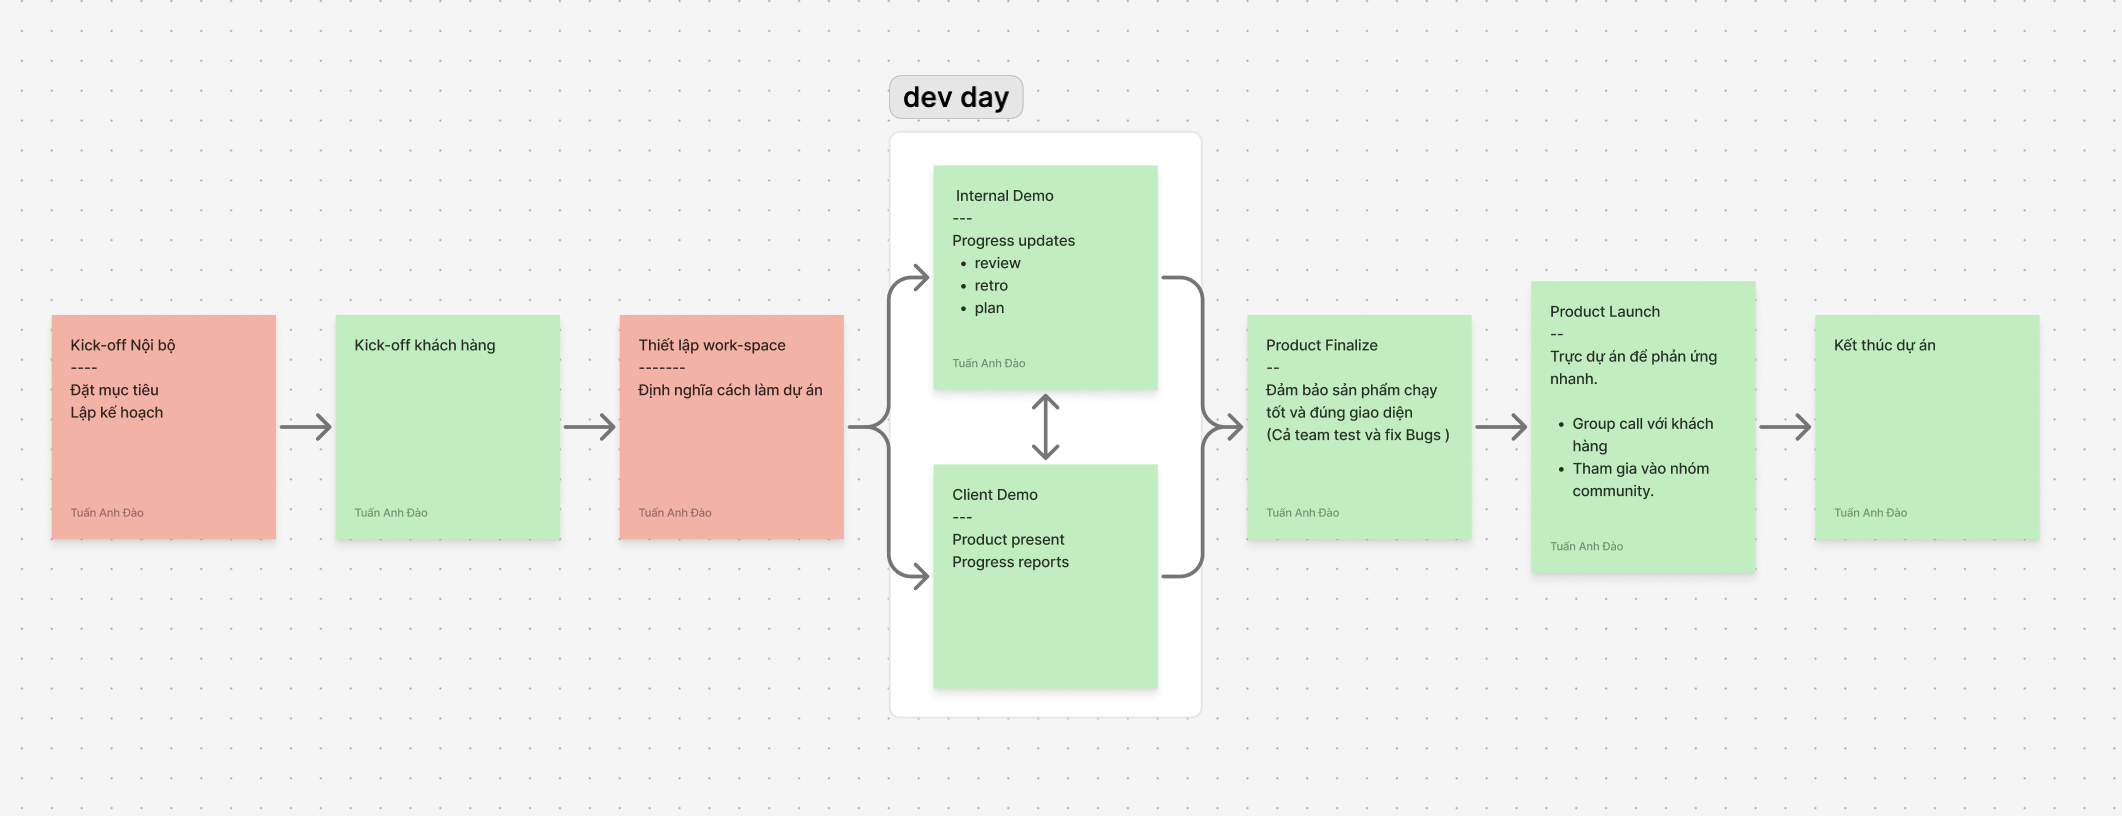 dev day
Kick-off Nội bộ
----
Đặt mục tiêu
Lập kế hoạch
Tuấn Anh Đào
Kick-off khách hàng
Tuấn Anh Đào
Thiết lập work-space
-------
Định nghĩa cách làm dự án
Tuấn Anh Đào
Internal Demo
---
Progress updates
• review
• retro
• plan
Tuấn Anh Đào
Client Demo
---
Product present
Progress reports
Product Finalize
--
Đảm bảo sản phẩm chạy
tốt và đúng giao diện
(Cả team test và fix Bugs )
Tuấn Anh Đào
Product Launch
--
Trực dự án để phản ứng
nhanh.
• Group call với khách
hàng
• Tham gia vào nhóm
community.
Tuấn Anh Đào
Kết thúc dự án
Tuấn Anh Đào